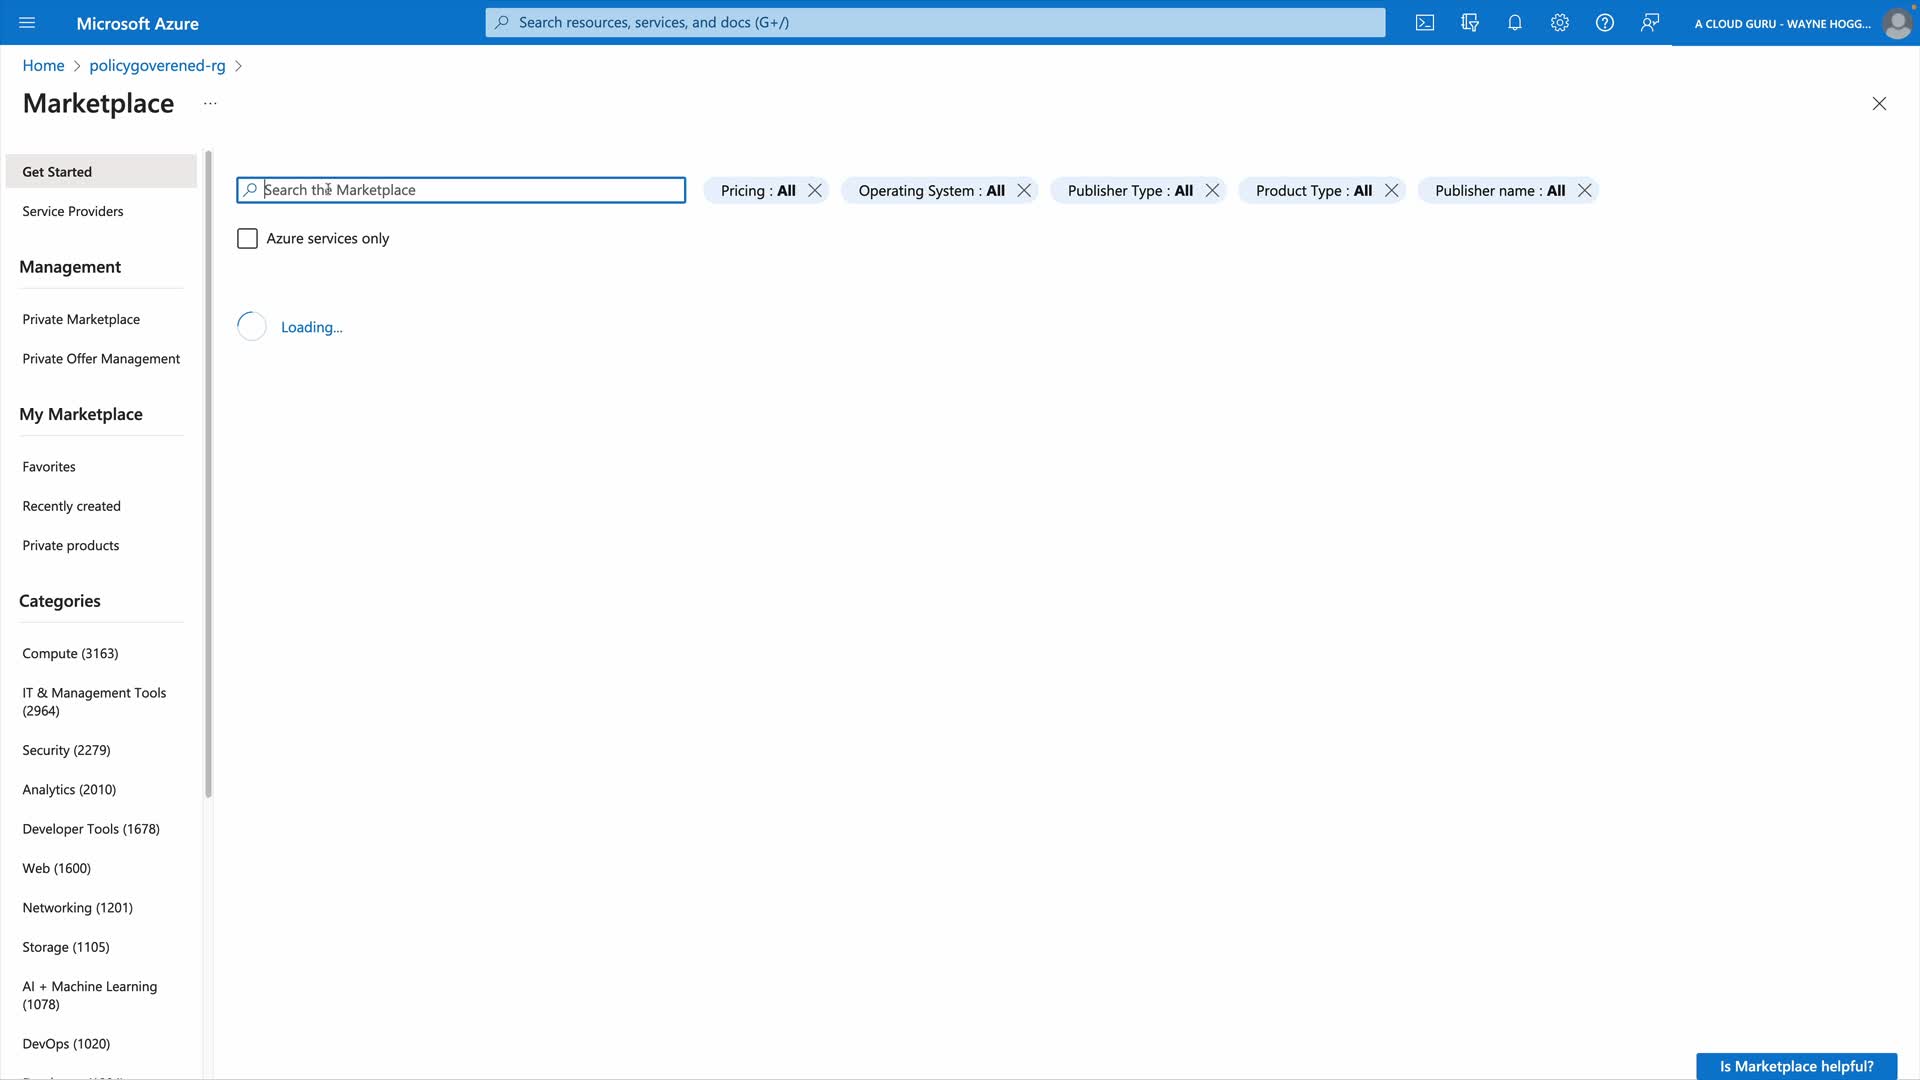 Microsoft Azure
Search resources, services, and docs (G+/)
A CLOUD GURU - WAYNE HOGG...
Home > policygoverened-rg >
Marketplace ...
Get Started
Service Providers
Management
Private Marketplace
Private Offer Management
My Marketplace
Favorites
Recently created
Private products
Categories
Compute (3163)
IT & Management Tools
(2964)
Security (2279)
Analytics (2010)
Developer Tools (1678)
Web (1600)
Networking (1201)
Storage (1105)
AI + Machine Learning
(1078)
DevOps (1020)
Search the Marketplace
Pricing : All
Operating System : All
Publisher Type : All
Product Type : All
Publisher name : All
Azure services only
Loading...
Is Marketplace helpful?